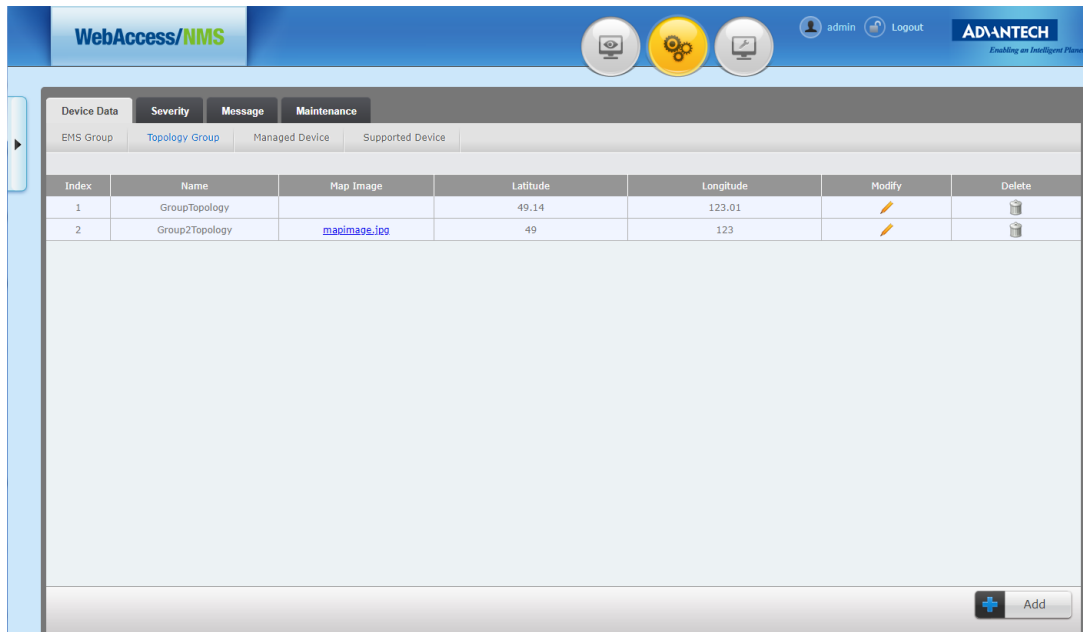 WebAccess/NMS
admin Logout
ADVANTECH
Enabling an Intelligent Plane
Device Data Severity Message Maintenance
EMS Group Topology Group Managed Device Supported Device
Index Name Map Image Latitude Longitude Modify Delete
1 GroupTopology 49.14 123.01
2 Group2Topology mapimage.jpg 49 123
Add